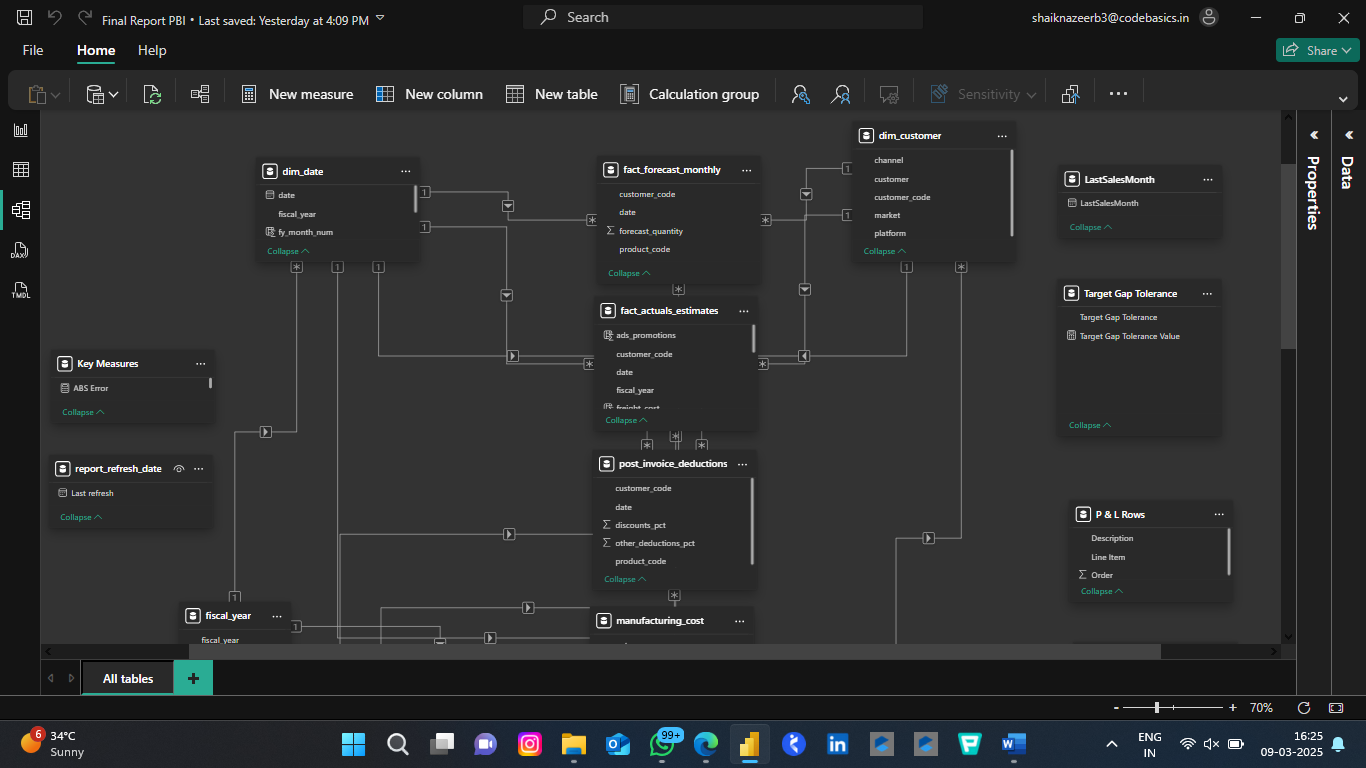 Final Report PBI • Last saved: Yesterday at 4:09 PM
Search
shaiknazeerb3@codebasics.in
File
Home
Help
Share
New measure
New column
New table
Calculation group
Sensitivity
dim_date
date
fiscal_year
fy_month_num
Collapse
fact_forecast_monthly
customer_code
date
forecast_quantity
product_code
Collapse
dim_customer
channel
customer
customer_code
market
platform
Collapse
LastSalesMonth
LastSalesMonth
Collapse
Properties
Data
DAX
TMDL
fact_actuals_estimates
ads_promotions
customer_code
date
fiscal_year
freight_cost
Collapse
Target Gap Tolerance
Target Gap Tolerance
Target Gap Tolerance Value
Collapse
Key Measures
ABS Error
Collapse
report_refresh_date
Last refresh
Collapse
post_invoice_deductions
customer_code
date
discounts_pct
other_deductions_pct
product_code
Collapse
P & L Rows
Description
Line Item
Order
Collapse
fiscal_year
fiscal_year
manufacturing_cost
All tables
70%
6
34°C
Sunny
99+
ENG
IN
16:25
09-03-2025